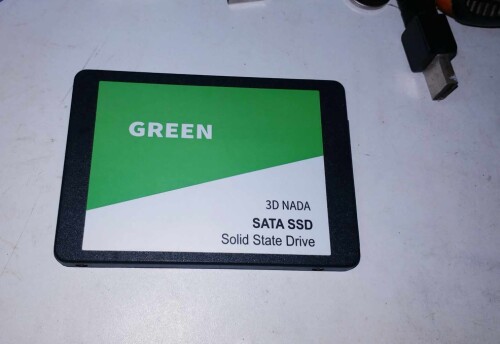 GREEN
3D NADA
SATA SSD
Solid State Drive